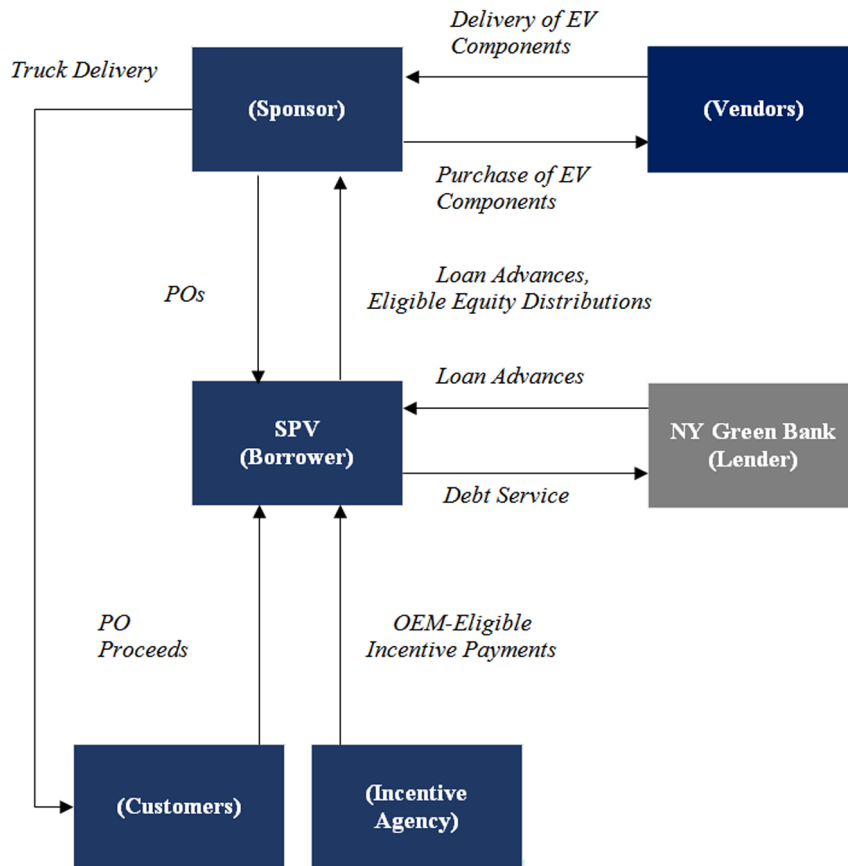 Delivery of EV
Components
Truck Delivery
(Sponsor)
(Vendors)
Purchase of EV
Components
POs
Loan Advances,
Eligible Equity Distributions
Loan Advances
SPV
(Borrower)
NY Green Bank
(Lender)
Debt Service
PO
Proceeds
OEM-Eligible
Incentive Payments
(Customers)
(Incentive
Agency)